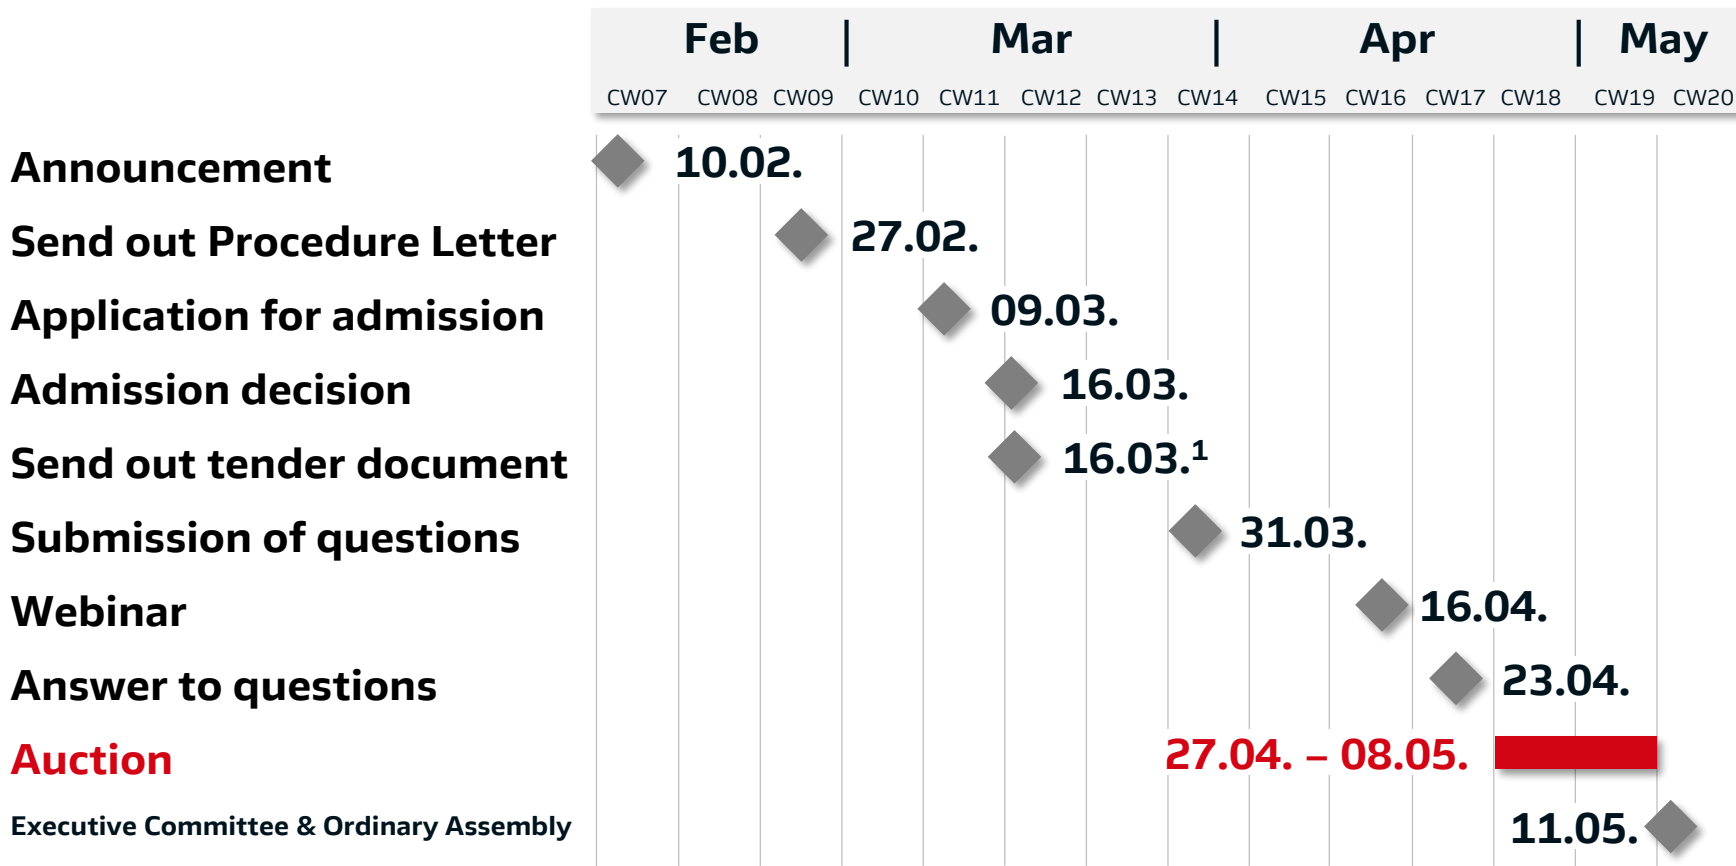 Feb | Mar | Apr | May
CW07 CW08 CW09 CW10 CW11 CW12 CW13 CW14 CW15 CW16 CW17 CW18 CW19 CW20
Announcement 10.02.
Send out Procedure Letter 27.02.
Application for admission 09.03.
Admission decision 16.03.
Send out tender document 16.03.¹
Submission of questions 31.03.
Webinar 16.04.
Answer to questions 23.04.
Auction 27.04. – 08.05.
Executive Committee & Ordinary Assembly 11.05.